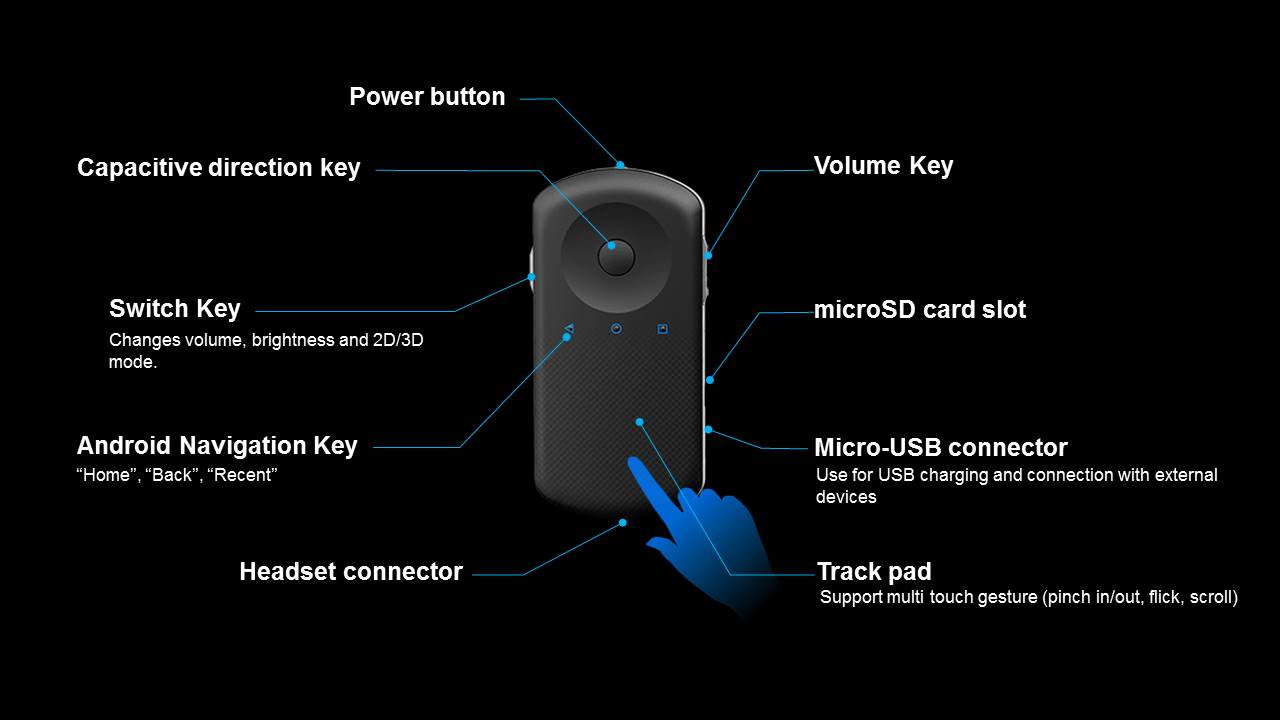 Power button
Capacitive direction key
Volume Key
Switch Key
Changes volume, brightness and 2D/3D
mode.
microSD card slot
Android Navigation Key
“Home”, “Back”, “Recent”
Micro-USB connector
Use for USB charging and connection with external
devices
Headset connector
Track pad
Support multi touch gesture (pinch in/out, flick, scroll)